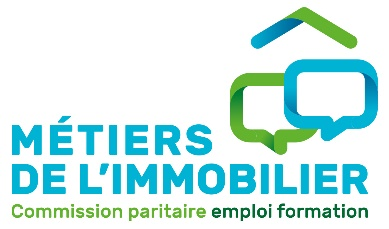 MÉTIERS
DE L'IMMOBILIER
Commission paritaire emploi formation